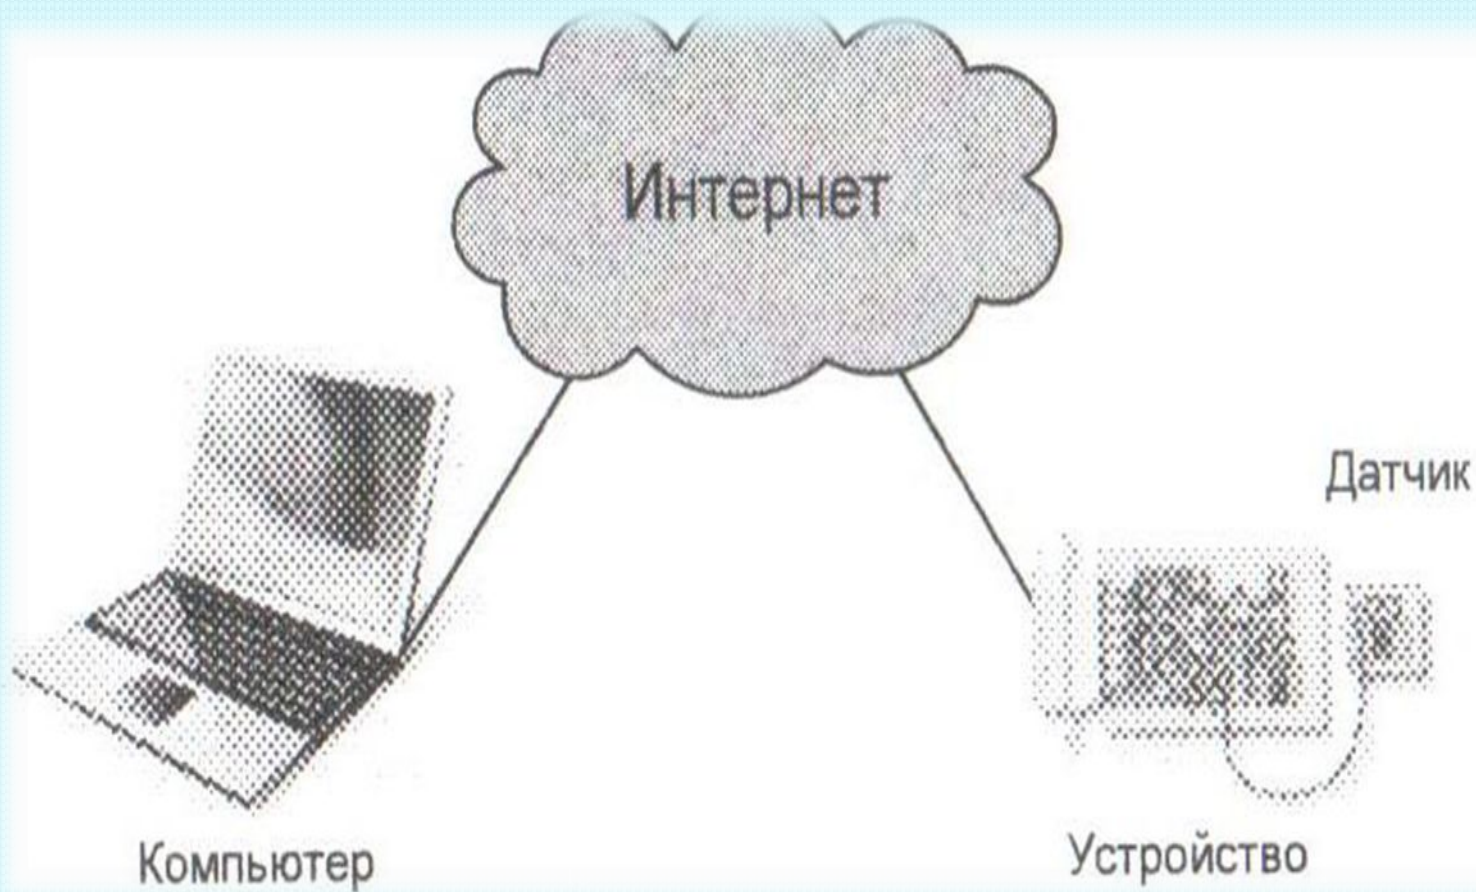 Интернет
Датчик
Компьютер
Устройство